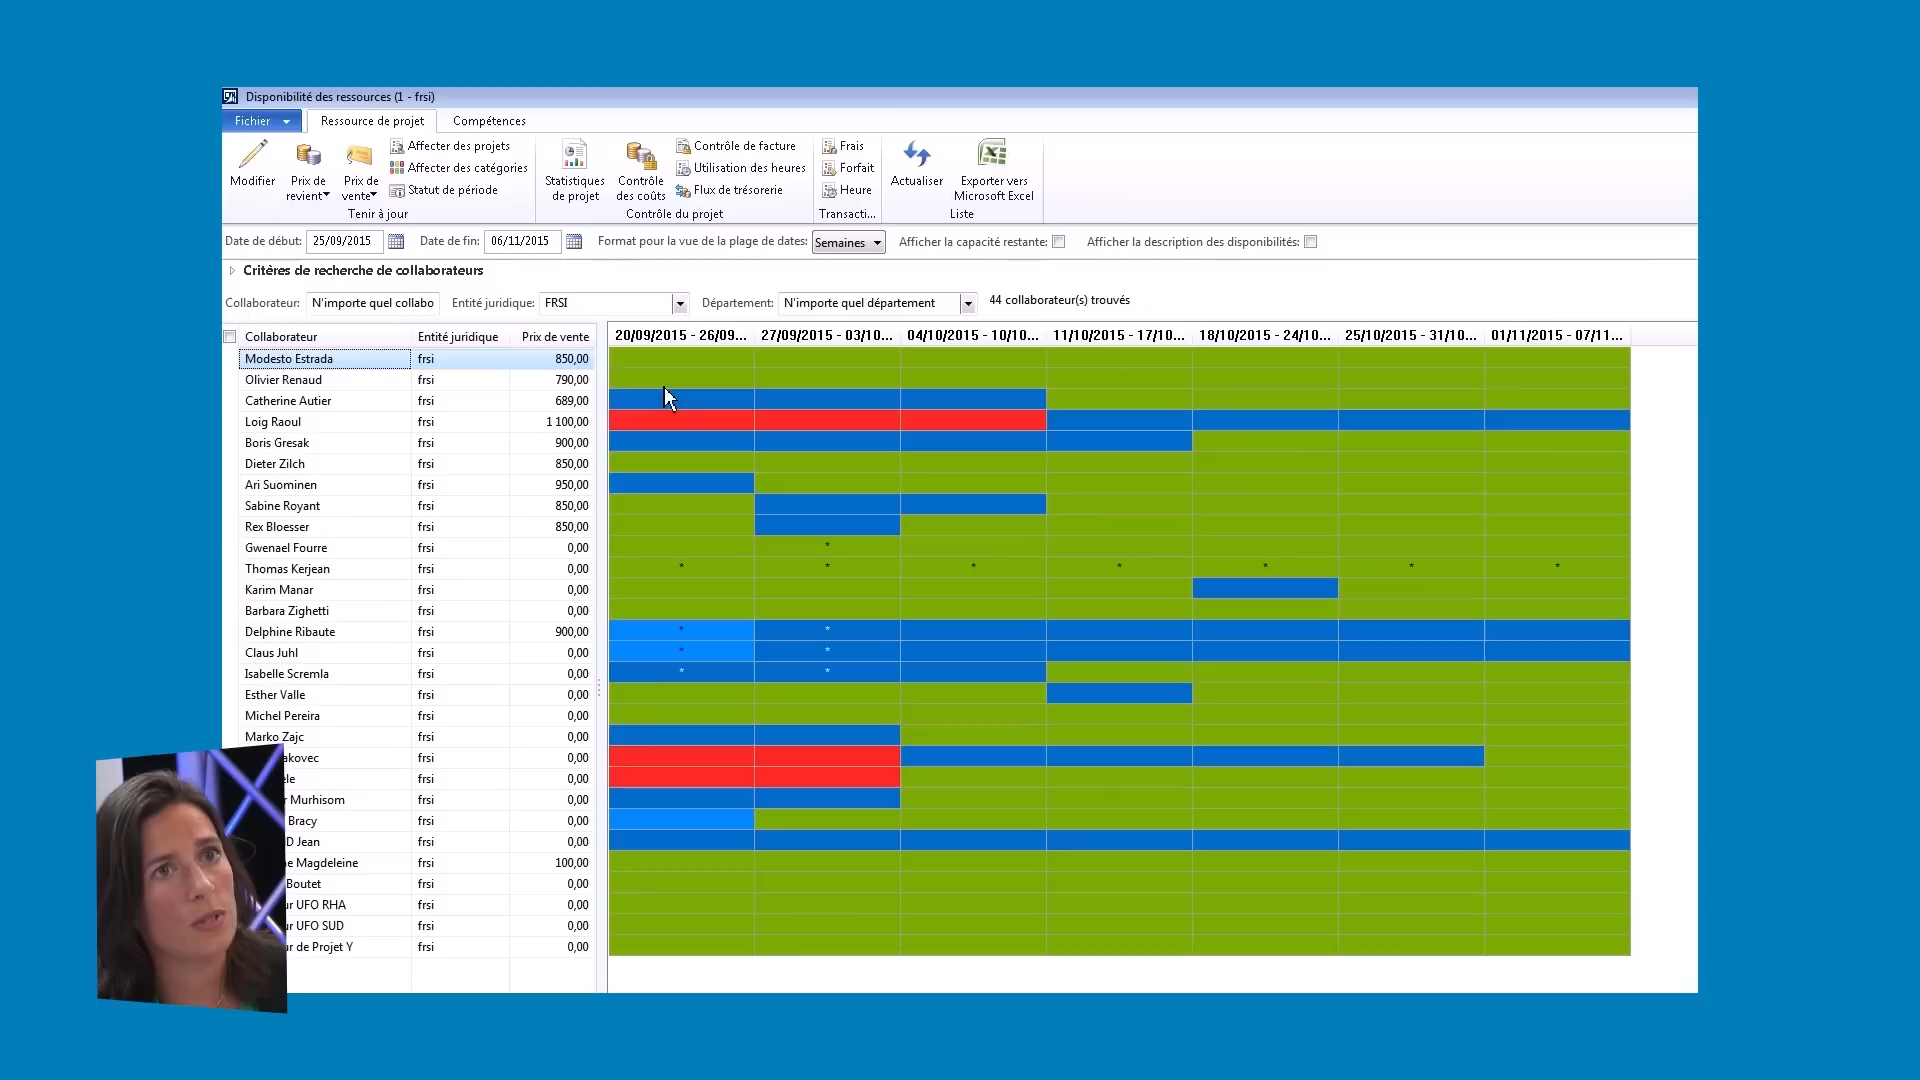 Disponibilité des ressources (1 - frsi)
Fichier Ressource de projet Compétences
Modifier
Prix de revient
Prix de vente
Affecter des projets
Affecter des catégories
Statut de période
Tenir à jour
Statistiques de projet
Contrôle des coûts
Contrôle de facture
Utilisation des heures
Flux de trésorerie
Contrôle du projet
Frais
Forfait
Heure
Transacti...
Actualiser
Exporter vers Microsoft Excel
Liste
Date de début: 25/09/2015 Date de fin: 06/11/2015 Format pour la vue de la plage de dates: Semaines Afficher la capacité restante: Afficher la description des disponibilités:
Critères de recherche de collaborateurs
Collaborateur: N'importe quel collabo Entité juridique: FRSI Département: N'importe quel département 44 collaborateur(s) trouvés
Collaborateur Entité juridique Prix de vente 20/09/2015 - 26/09... 27/09/2015 - 03/10... 04/10/2015 - 10/10... 11/10/2015 - 17/10... 18/10/2015 - 24/10... 25/10/2015 - 31/10... 01/11/2015 - 07/11...
Modesto Estrada frsi 850,00
Olivier Renaud frsi 790,00
Catherine Autier frsi 689,00
Loig Raoul frsi 1 100,00
Boris Gresak frsi 900,00
Dieter Zilch frsi 850,00
Ari Suominen frsi 950,00
Sabine Royant frsi 850,00
Rex Bloesser frsi 850,00
Gwenael Fourre frsi 0,00 *
Thomas Kerjean frsi 0,00 * * * * * * *
Karim Manar frsi 0,00
Barbara Zighetti frsi 0,00
Delphine Ribaute frsi 900,00 * *
Claus Juhl frsi 0,00 * *
Isabelle Scremla frsi 0,00 * *
Esther Valle frsi 0,00
Michel Pereira frsi 0,00
Marko Zajc frsi 0,00
akovec frsi 0,00
ele frsi 0,00
r Murhisom frsi 0,00
Bracy frsi 0,00
D Jean frsi 0,00
ne Magdeleine frsi 100,00
Boutet frsi 0,00
ur UFO RHA frsi 0,00
ur UFO SUD frsi 0,00
ur de Projet Y frsi 0,00